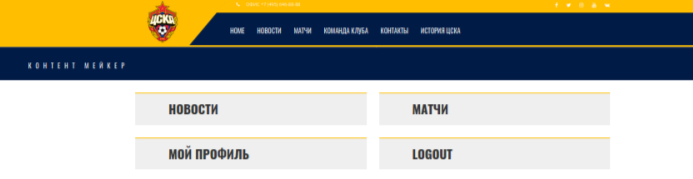 ЦСКА
HOME НОВОСТИ МАТЧИ КОМАНДА КЛУБА КОНТАКТЫ ИСТОРИЯ ЦСКА
КОНТЕНТ МЕЙКЕР
НОВОСТИ МАТЧИ
МОЙ ПРОФИЛЬ LOGOUT